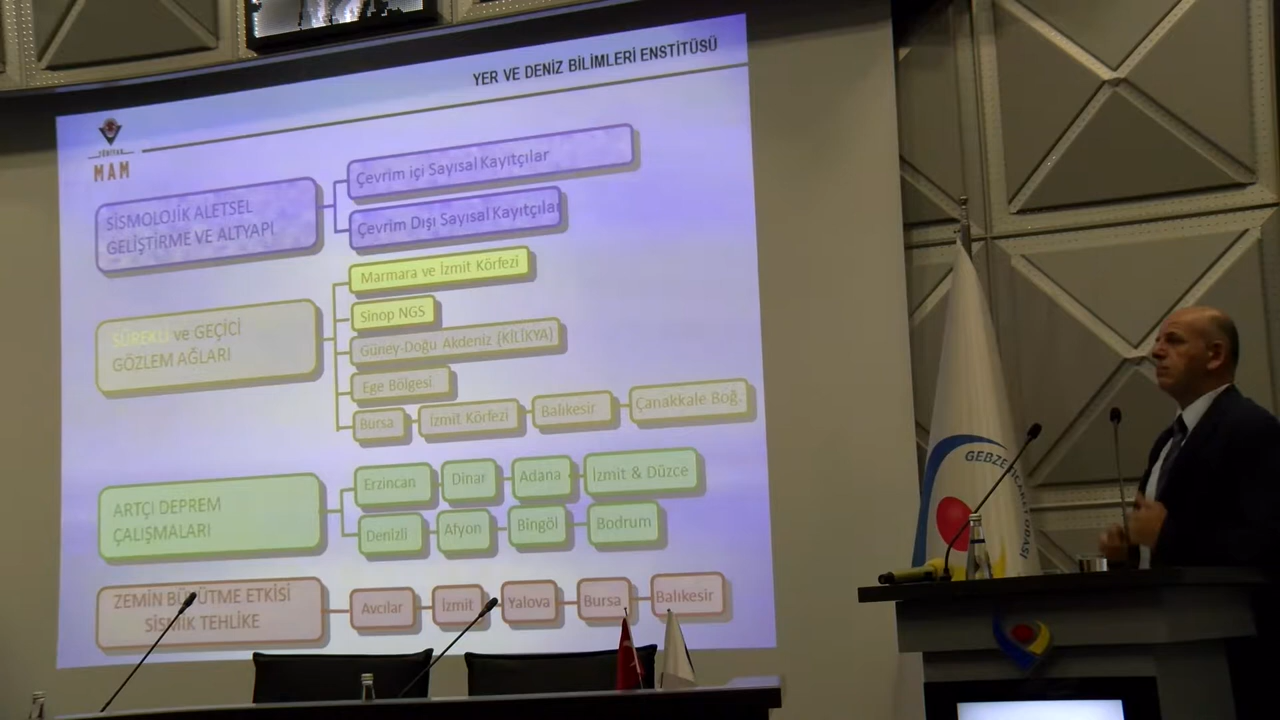 YER VE DENİZ BİLİMLERİ ENSTİTÜSÜ
TÜBİTAK
MAM
SİSMOLOJİK ALETSEL
GELİŞTİRME VE ALTYAPI
Çevrim içi Sayısal Kayıtçılar
Çevrim Dışı Sayısal Kayıtçılar
SÜREKLİ ve GEÇİCİ
GÖZLEM AĞLARI
Marmara ve İzmit Körfezi
Sinop NGS
Güney-Doğu Akdeniz (KİLİKYA)
Ege Bölgesi
Bursa İzmit Körfezi Balıkesir Çanakkale Boğ.
ARTÇI DEPREM
ÇALIŞMALARI
Erzincan Dinar Adana İzmit & Düzce
Denizli Afyon Bingöl Bodrum
ZEMİN BÜYÜTME ETKİSİ
SİSMİK TEHLİKE
Avcılar İzmit Yalova Bursa Balıkesir
GEBZE TİCARET ODASI